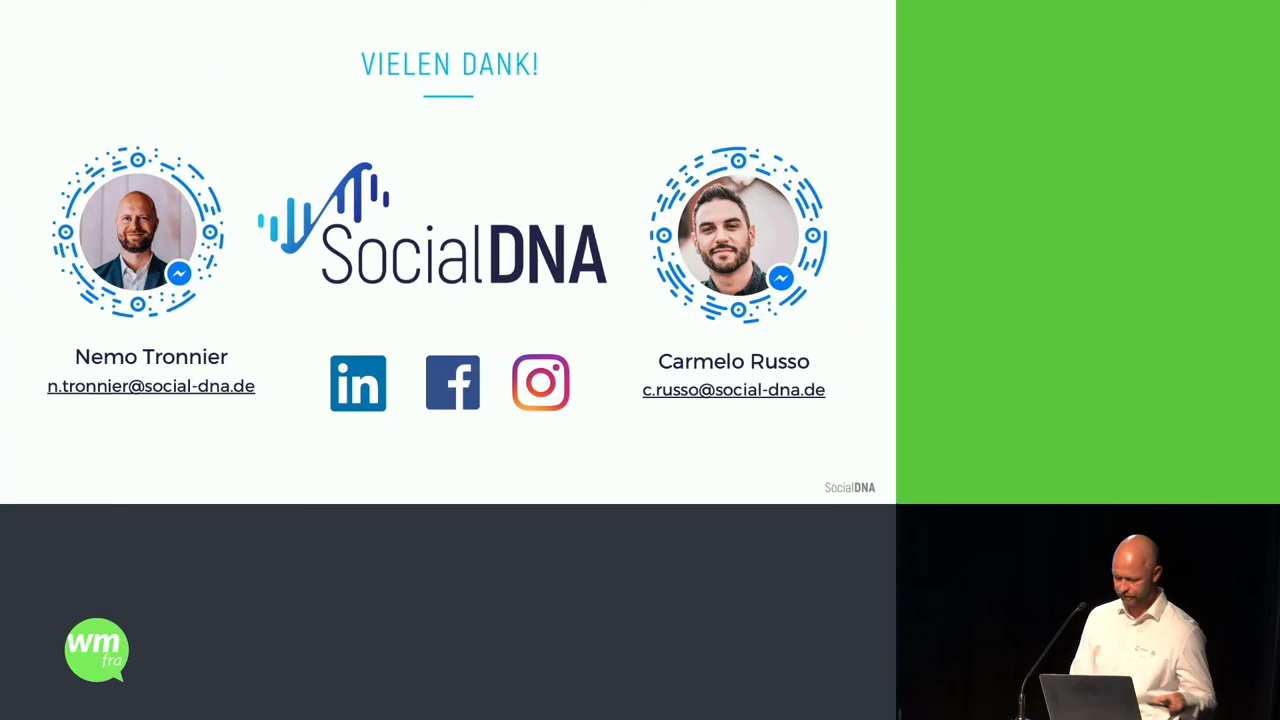 VIELEN DANK!
SocialDNA
Nemo Tronnier
n.tronnier@social-dna.de
in
f
Carmelo Russo
c.russo@social-dna.de
SocialDNA
wm
fra